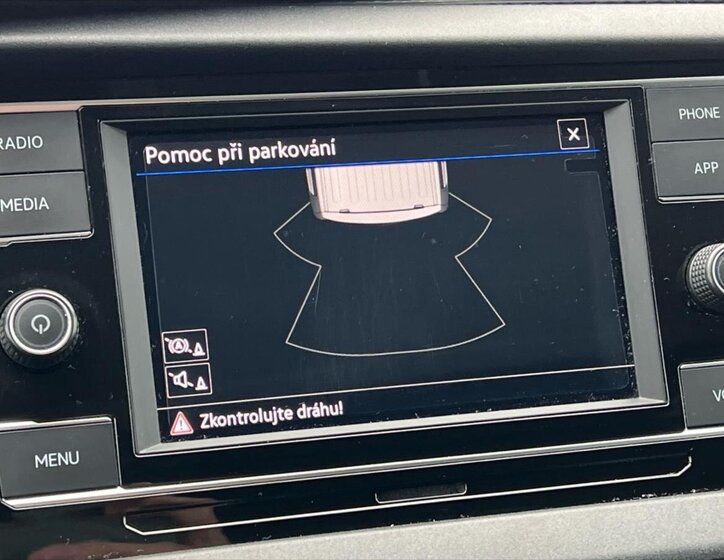 RADIO
MEDIA
MENU
Pomoc při parkování
X
Zkontrolujte dráhu!
PHONE
APP